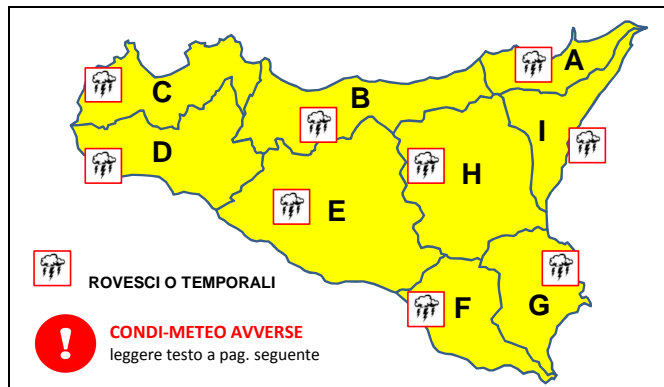 A
B
C
I
D
H
E
ROVESCI O TEMPORALI
F
G
! CONDI-METEO AVVERSE
leggere testo a pag. seguente